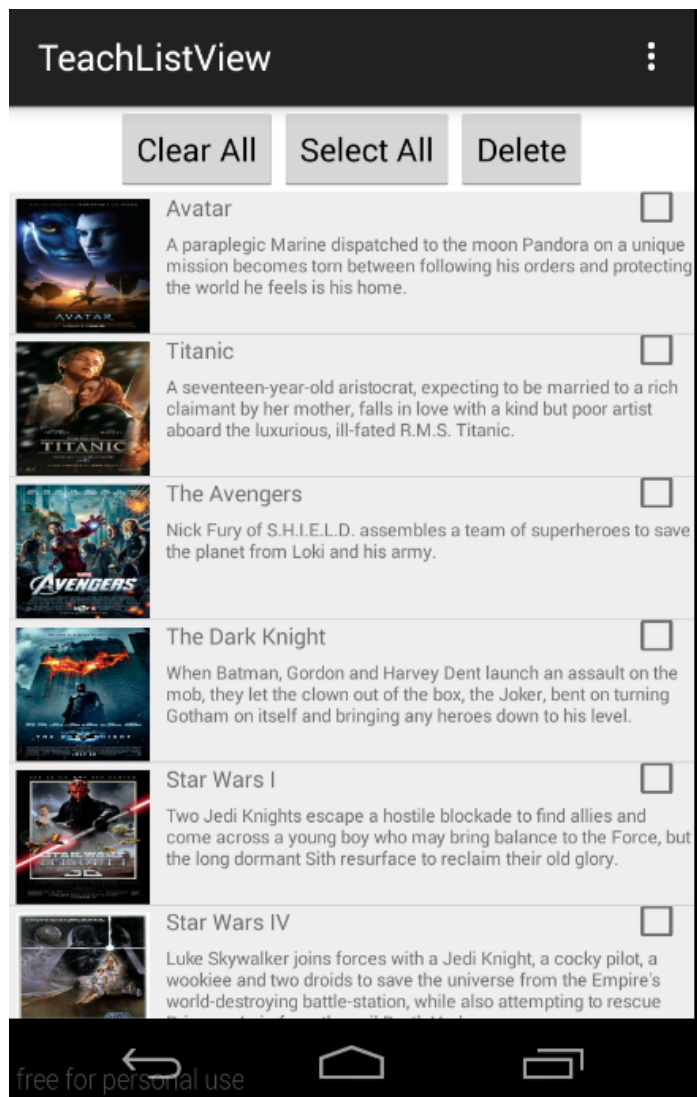 TeachListView
Clear All Select All Delete
Avatar
A paraplegic Marine dispatched to the moon Pandora on a unique
mission becomes torn between following his orders and protecting
the world he feels is his home.
AVATAR
Titanic
A seventeen-year-old aristocrat, expecting to be married to a rich
claimant by her mother, falls in love with a kind but poor artist
aboard the luxurious, ill-fated R.M.S. Titanic.
TITANIC
The Avengers
Nick Fury of S.H.I.E.L.D. assembles a team of superheroes to save
the planet from Loki and his army.
AVENGERS
The Dark Knight
When Batman, Gordon and Harvey Dent launch an assault on the
mob, they let the clown out of the box, the Joker, bent on turning
Gotham on itself and bringing any heroes down to his level.
THE DARK KNIGHT
Star Wars I
Two Jedi Knights escape a hostile blockade to find allies and
come across a young boy who may bring balance to the Force, but
the long dormant Sith resurface to reclaim their old glory.
STAR WARS
3D
Star Wars IV
Luke Skywalker joins forces with a Jedi Knight, a cocky pilot, a
wookiee and two droids to save the universe from the Empire's
world-destroying battle-station, while also attempting to rescue
free for personal use